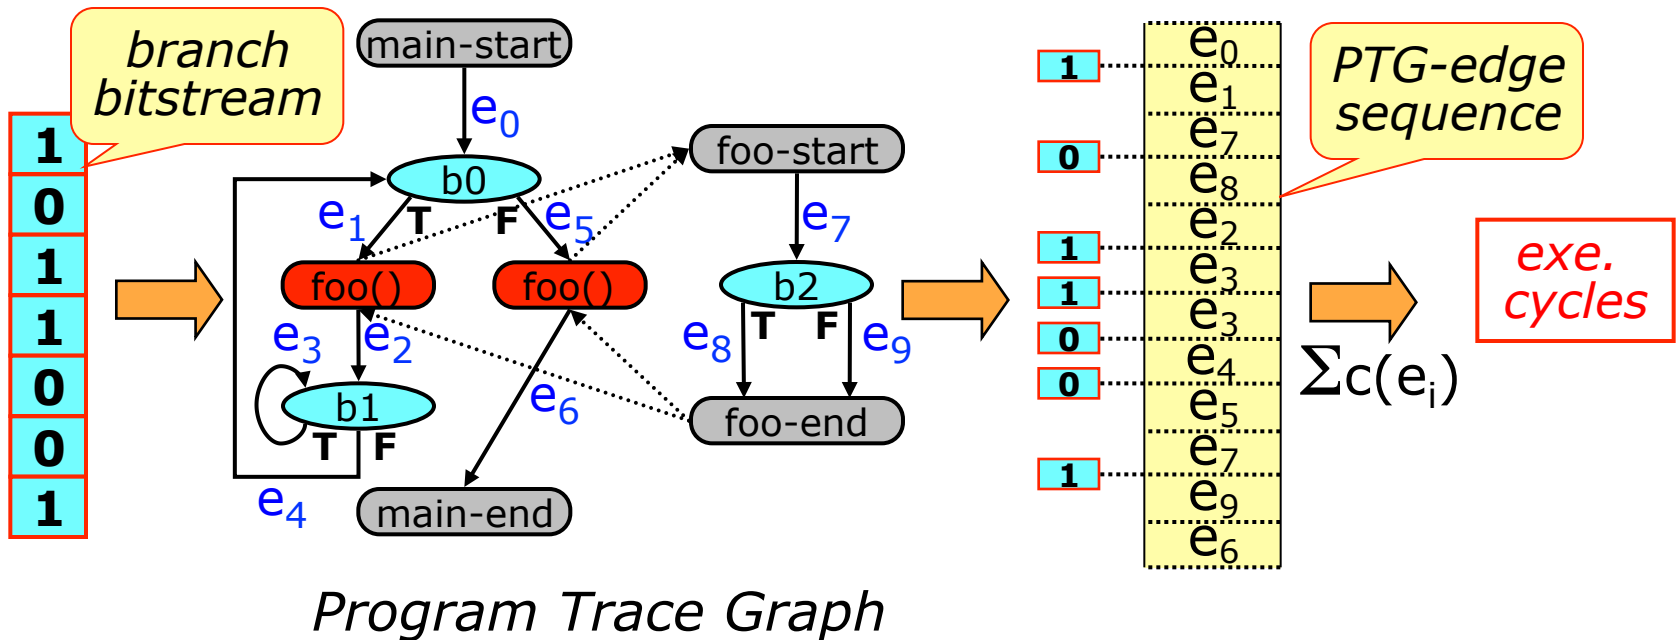 branch
bitstream
1
0
1
1
0
0
1
main-start
e0
b0
T
F
e1
e5
foo()
foo()
e3
e2
b1
T
F
e4
e6
main-end
foo-start
e7
b2
T
F
e8
e9
foo-end
Program Trace Graph
1
0
1
1
0
0
1
e0
e1
e7
e8
e2
e3
e3
e4
e5
e7
e9
e6
PTG-edge
sequence
Σc(ei)
exe.
cycles